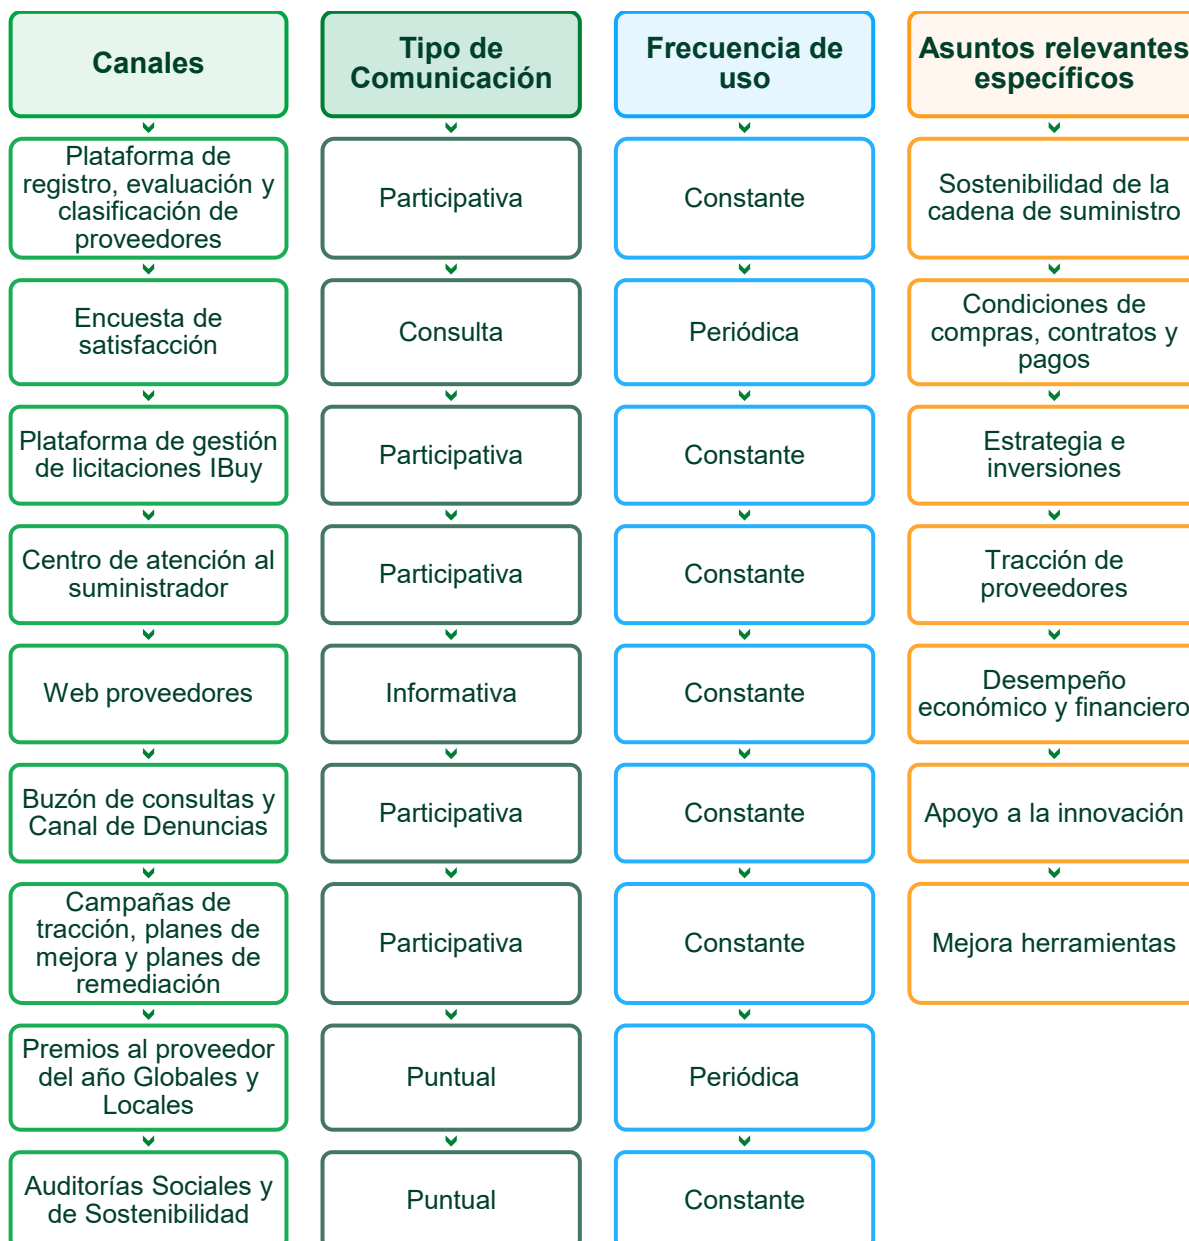 Canales
Tipo de
Comunicación
Frecuencia de
uso
Asuntos relevantes
específicos
Plataforma de
registro, evaluación y
clasificación de
proveedores
Participativa
Constante
Sostenibilidad de la
cadena de suministro
Encuesta de
satisfacción
Consulta
Periódica
Condiciones de
compras, contratos y
pagos
Plataforma de gestión
de licitaciones IBuy
Participativa
Constante
Estrategia e
inversiones
Centro de atención al
suministrador
Participativa
Constante
Tracción de
proveedores
Web proveedores
Informativa
Constante
Desempeño
económico y financiero
Buzón de consultas y
Canal de Denuncias
Participativa
Constante
Apoyo a la innovación
Campañas de
tracción, planes de
mejora y planes de
remediación
Participativa
Constante
Mejora herramientas
Premios al proveedor
del año Globales y
Locales
Puntual
Periódica
Auditorías Sociales y
de Sostenibilidad
Puntual
Constante